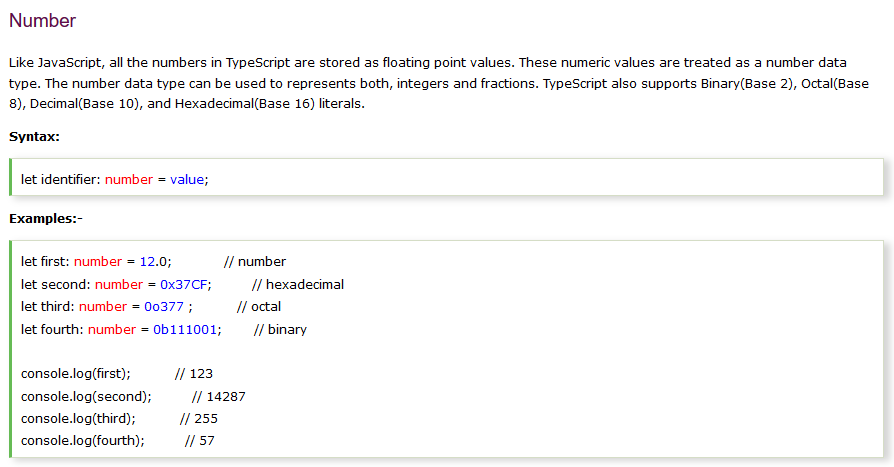 Number
Like JavaScript, all the numbers in TypeScript are stored as floating point values. These numeric values are treated as a number data
type. The number data type can be used to represents both, integers and fractions. TypeScript also supports Binary(Base 2), Octal(Base
8), Decimal(Base 10), and Hexadecimal(Base 16) literals.
Syntax:
let identifier: number = value;
Examples:-
let first: number = 12.0;             // number
let second: number = 0x37CF;          // hexadecimal
let third: number = 0o377 ;           // octal
let fourth: number = 0b111001;        // binary
console.log(first);           // 123
console.log(second);          // 14287
console.log(third);           // 255
console.log(fourth);          // 57